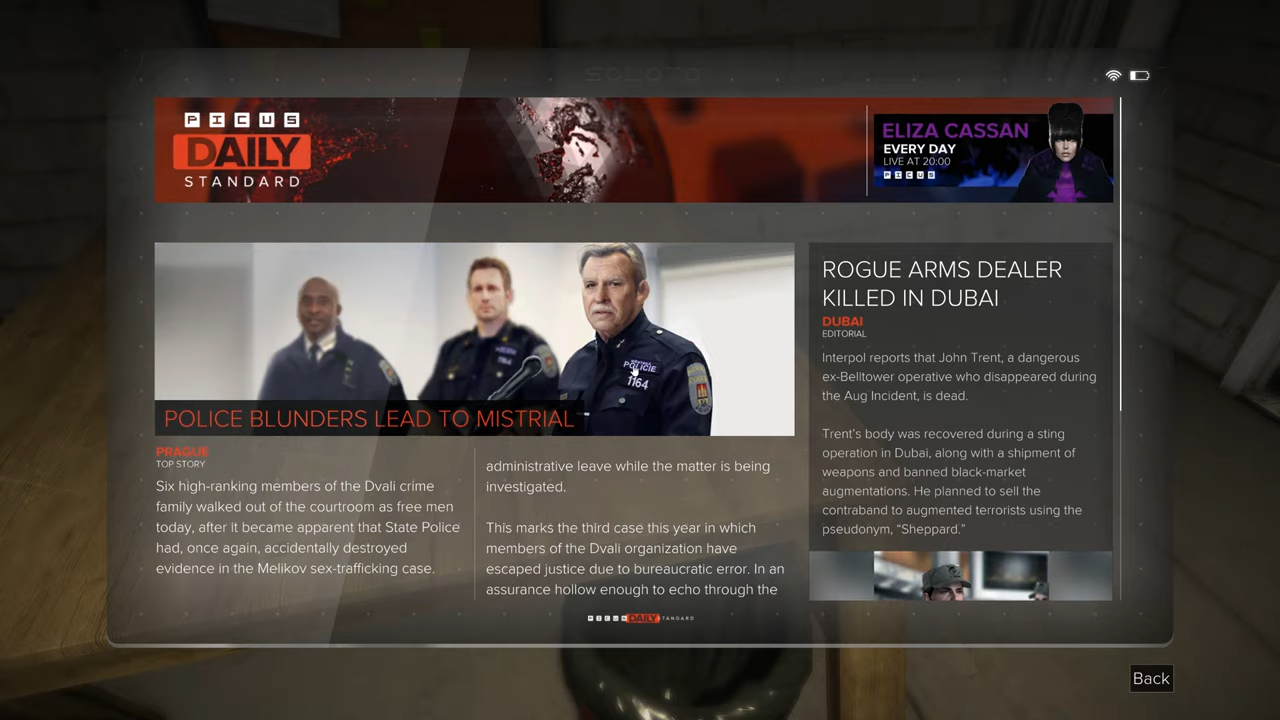 SOLOTO
PICUS
DAILY
STANDARD
ELIZA CASSAN
EVERY DAY
LIVE AT 20:00
PICUS
POLICIE
1164
1164
POLICE BLUNDERS LEAD TO MISTRIAL
PRAGUE
TOP STORY
Six high-ranking members of the Dvali crime
family walked out of the courtroom as free men
today, after it became apparent that State Police
had, once again, accidentally destroyed
evidence in the Melikov sex-trafficking case.
administrative leave while the matter is being
investigated.
This marks the third case this year in which
members of the Dvali organization have
escaped justice due to bureaucratic error. In an
assurance hollow enough to echo through the
ROGUE ARMS DEALER
KILLED IN DUBAI
DUBAI
EDITORIAL
Interpol reports that John Trent, a dangerous
ex-Belltower operative who disappeared during
the Aug Incident, is dead.
Trent's body was recovered during a sting
operation in Dubai, along with a shipment of
weapons and banned black-market
augmentations. He planned to sell the
contraband to augmented terrorists using the
pseudonym, “Sheppard.”
PICUS DAILY STANDARD
Back